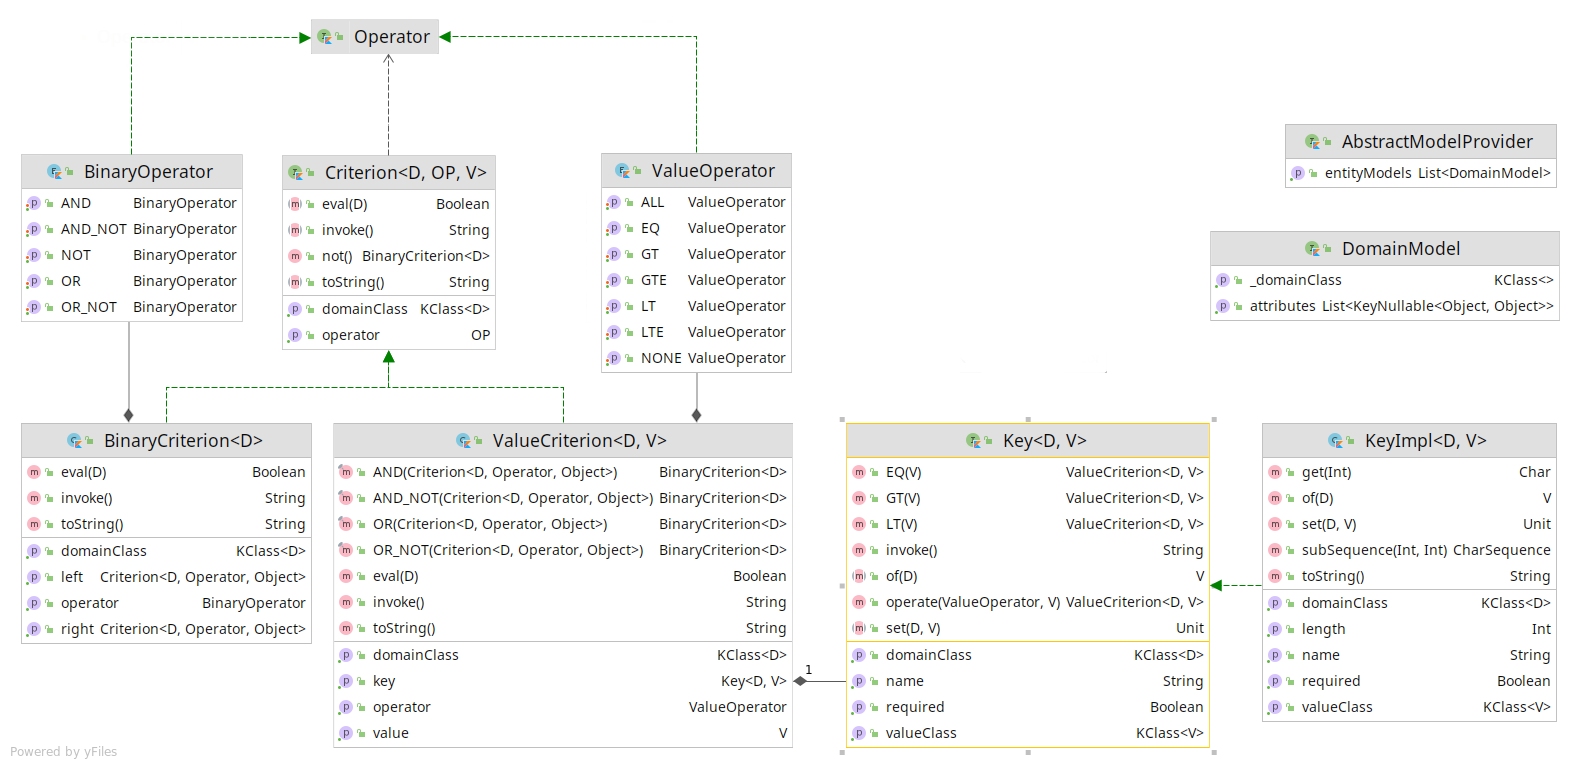 Operator
BinaryOperator
AND BinaryOperator
AND_NOT BinaryOperator
NOT BinaryOperator
OR BinaryOperator
OR_NOT BinaryOperator
Criterion<D, OP, V>
eval(D) Boolean
invoke() String
not() BinaryCriterion<D>
toString() String
domainClass KClass<D>
operator OP
ValueOperator
ALL ValueOperator
EQ ValueOperator
GT ValueOperator
GTE ValueOperator
LT ValueOperator
LTE ValueOperator
NONE ValueOperator
AbstractModelProvider
entityModels List<DomainModel>
DomainModel
_domainClass KClass<>
attributes List<KeyNullable<Object, Object>>
BinaryCriterion<D>
eval(D) Boolean
invoke() String
toString() String
domainClass KClass<D>
left Criterion<D, Operator, Object>
operator BinaryOperator
right Criterion<D, Operator, Object>
ValueCriterion<D, V>
AND(Criterion<D, Operator, Object>) BinaryCriterion<D>
AND_NOT(Criterion<D, Operator, Object>) BinaryCriterion<D>
OR(Criterion<D, Operator, Object>) BinaryCriterion<D>
OR_NOT(Criterion<D, Operator, Object>) BinaryCriterion<D>
eval(D) Boolean
invoke() String
toString() String
domainClass KClass<D>
key Key<D, V>
operator ValueOperator
value V
1
Key<D, V>
EQ(V) ValueCriterion<D, V>
GT(V) ValueCriterion<D, V>
LT(V) ValueCriterion<D, V>
invoke() String
of(D) V
operate(ValueOperator, V) ValueCriterion<D, V>
set(D, V) Unit
domainClass KClass<D>
name String
required Boolean
valueClass KClass<V>
KeyImpl<D, V>
get(Int) Char
of(D) V
set(D, V) Unit
subSequence(Int, Int) CharSequence
toString() String
domainClass KClass<D>
length Int
name String
required Boolean
valueClass KClass<V>
Powered by yFiles